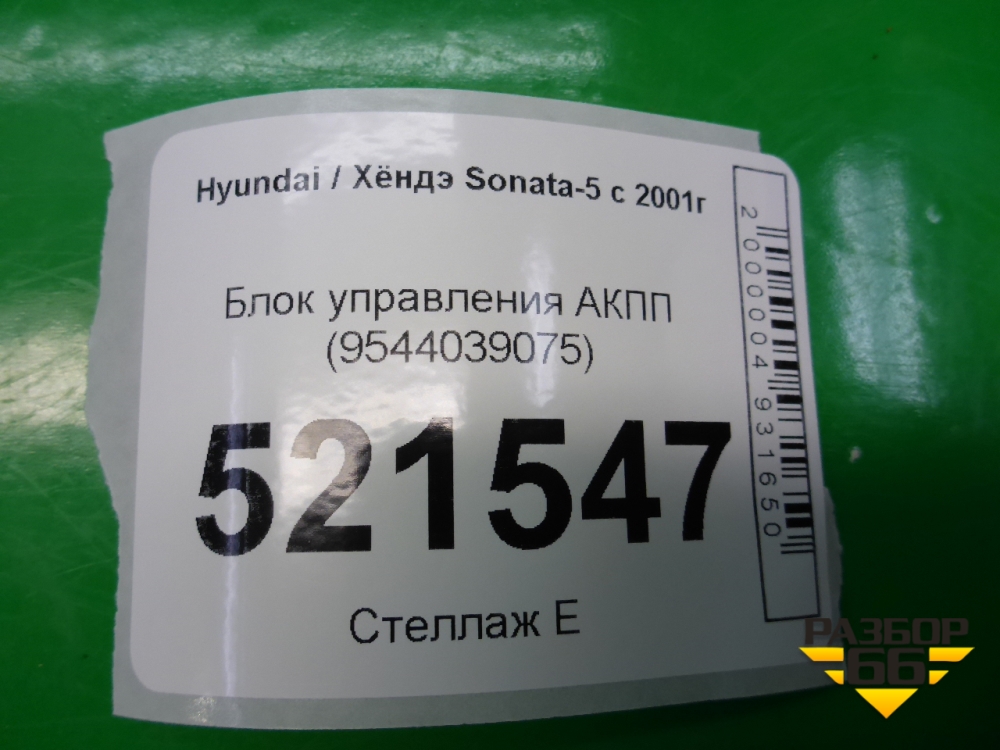 Hyundai / Хёндэ Sonata-5 с 2001г
Блок управления АКПП
(9544039075)
521547
Стеллаж Е
2000004931650
РАЗБОР
66